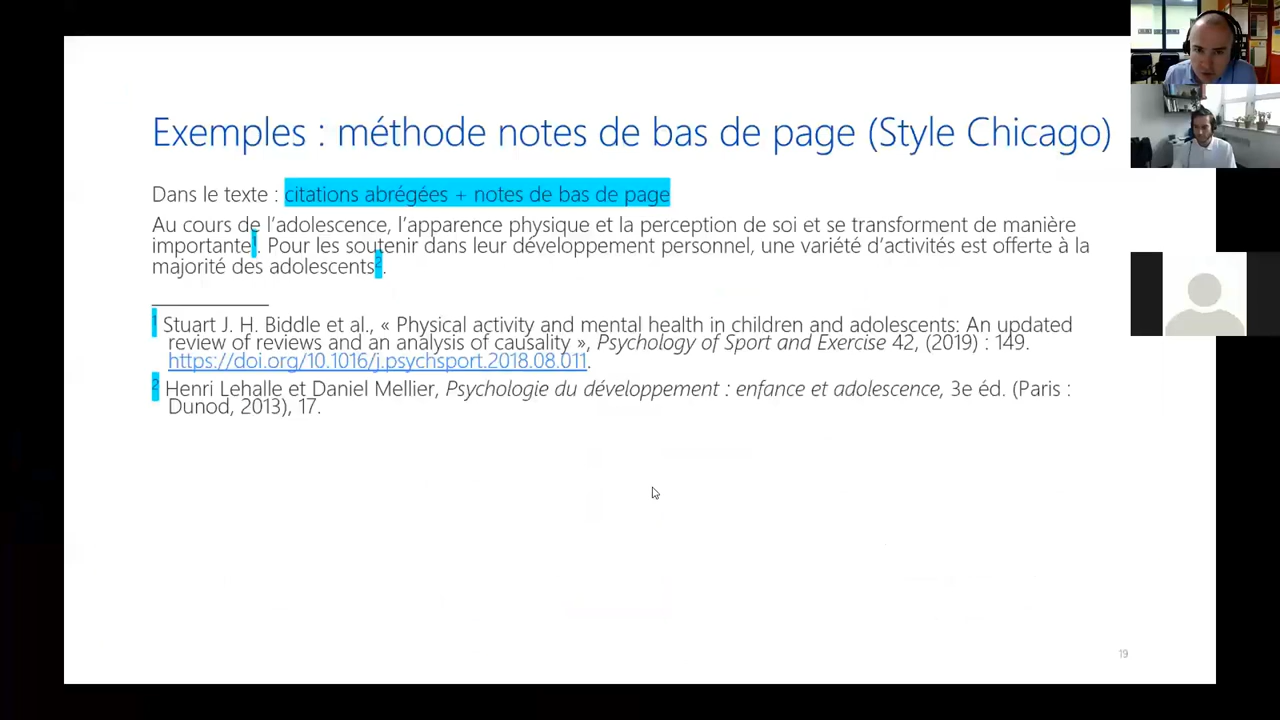 Exemples : méthode notes de bas de page (Style Chicago)
Dans le texte : citations abrégées + notes de bas de page
Au cours de l’adolescence, l’apparence physique et la perception de soi et se transforment de manière
importante1. Pour les soutenir dans leur développement personnel, une variété d’activités est offerte à la
majorité des adolescents2.
1 Stuart J. H. Biddle et al., « Physical activity and mental health in children and adolescents: An updated
review of reviews and an analysis of causality », Psychology of Sport and Exercise 42, (2019) : 149.
https://doi.org/10.1016/j.psychsport.2018.08.011.
2 Henri Lehalle et Daniel Mellier, Psychologie du développement : enfance et adolescence, 3e éd. (Paris :
Dunod, 2013), 17.
19